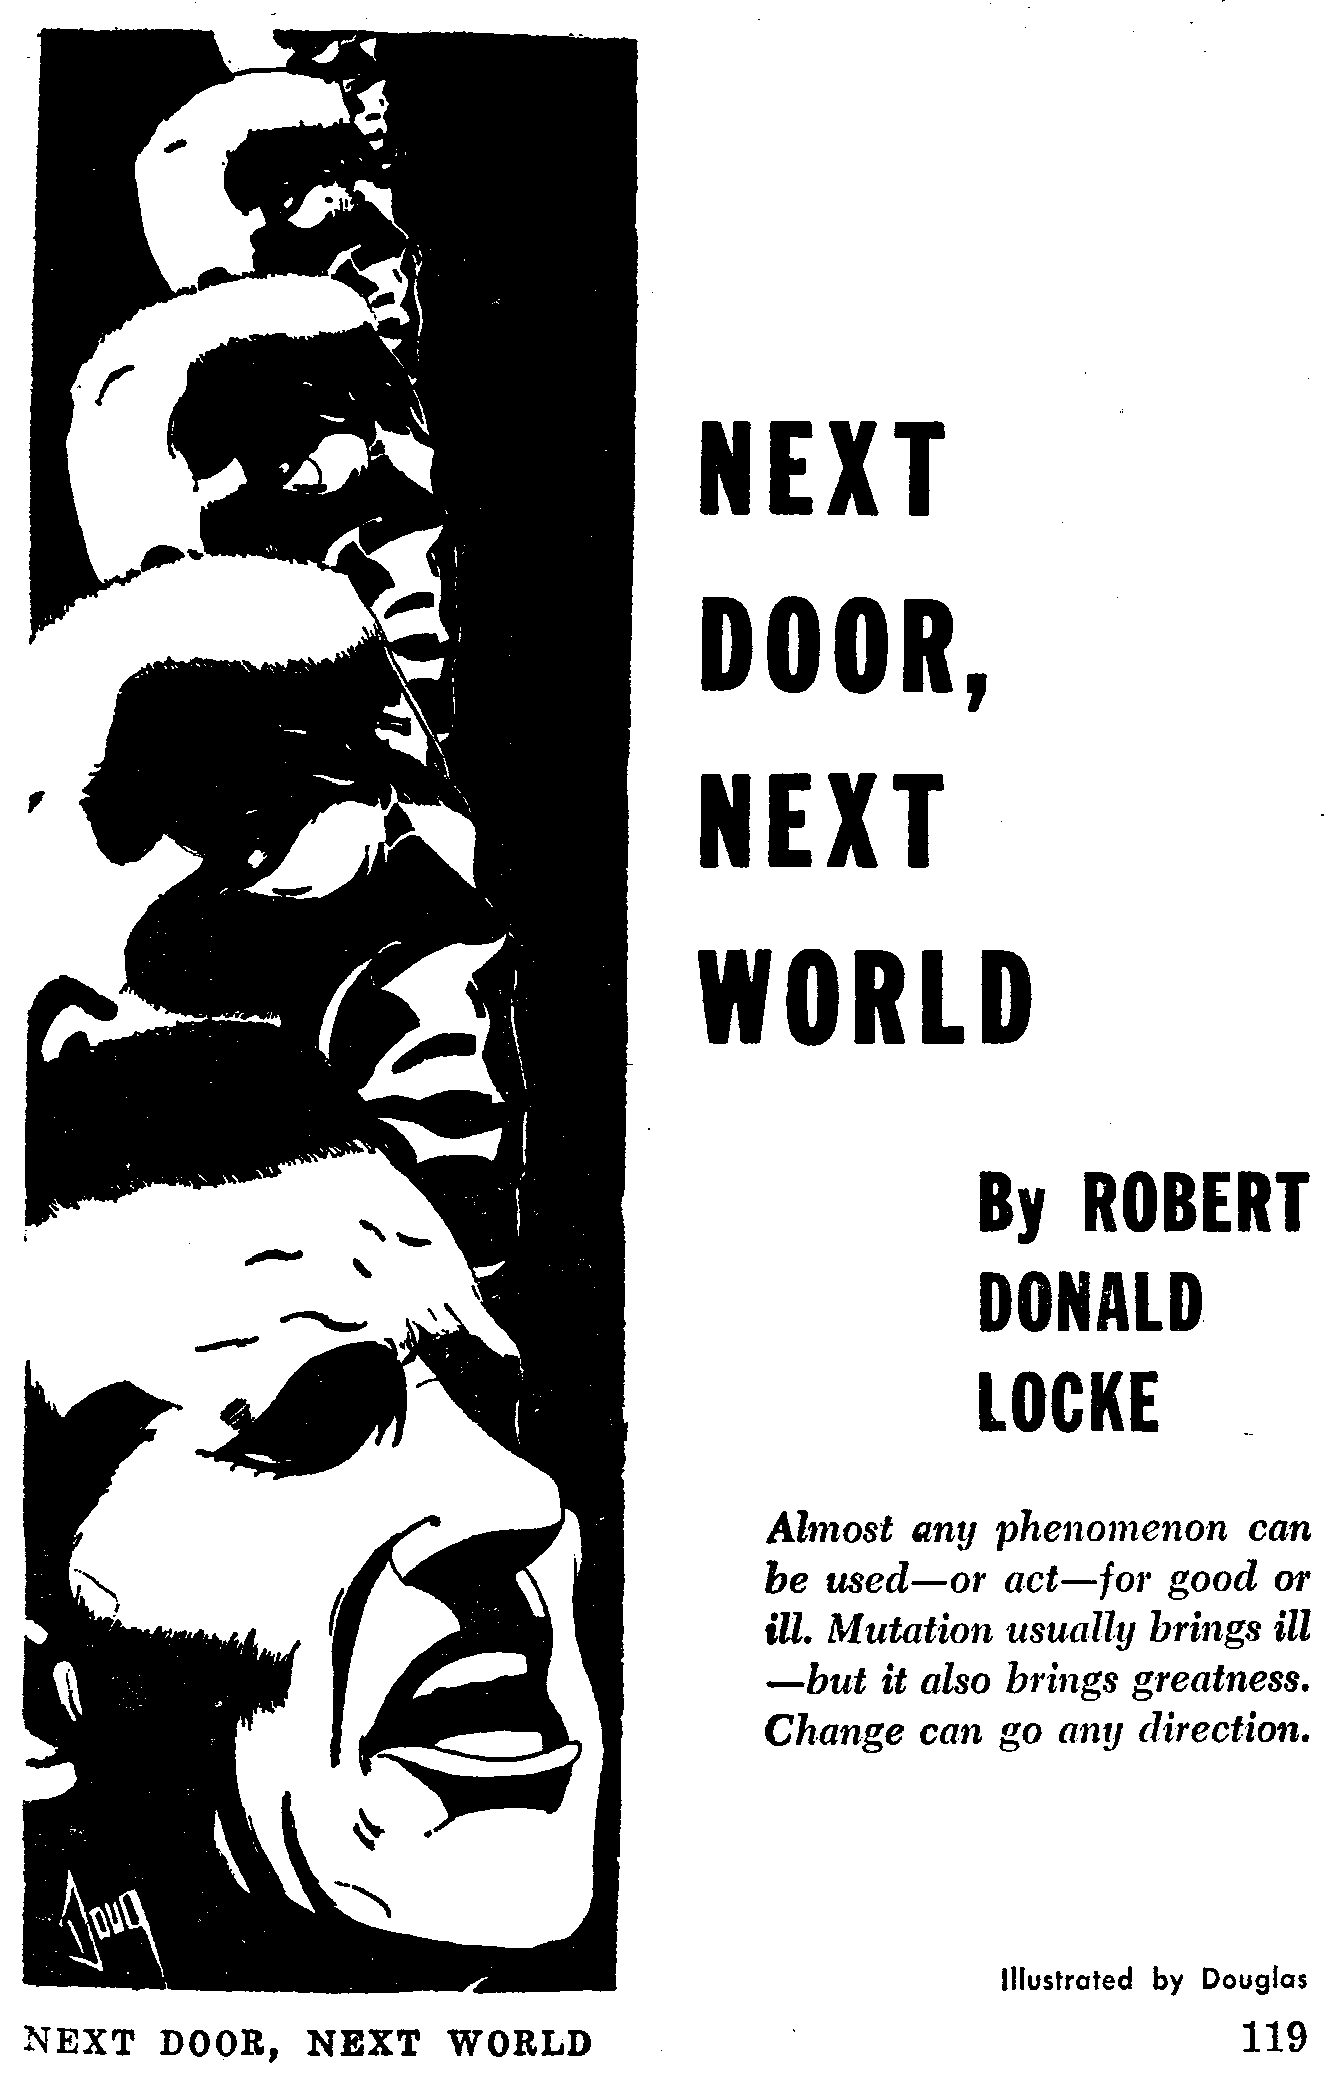 NEXT
DOOR,
NEXT
WORLD
By ROBERT
DONALD
LOCKE
Almost any phenomenon can
be used—or act—for good or
ill. Mutation usually brings ill
—but it also brings greatness.
Change can go any direction.
Doug
Illustrated by Douglas
NEXT DOOR, NEXT WORLD
119